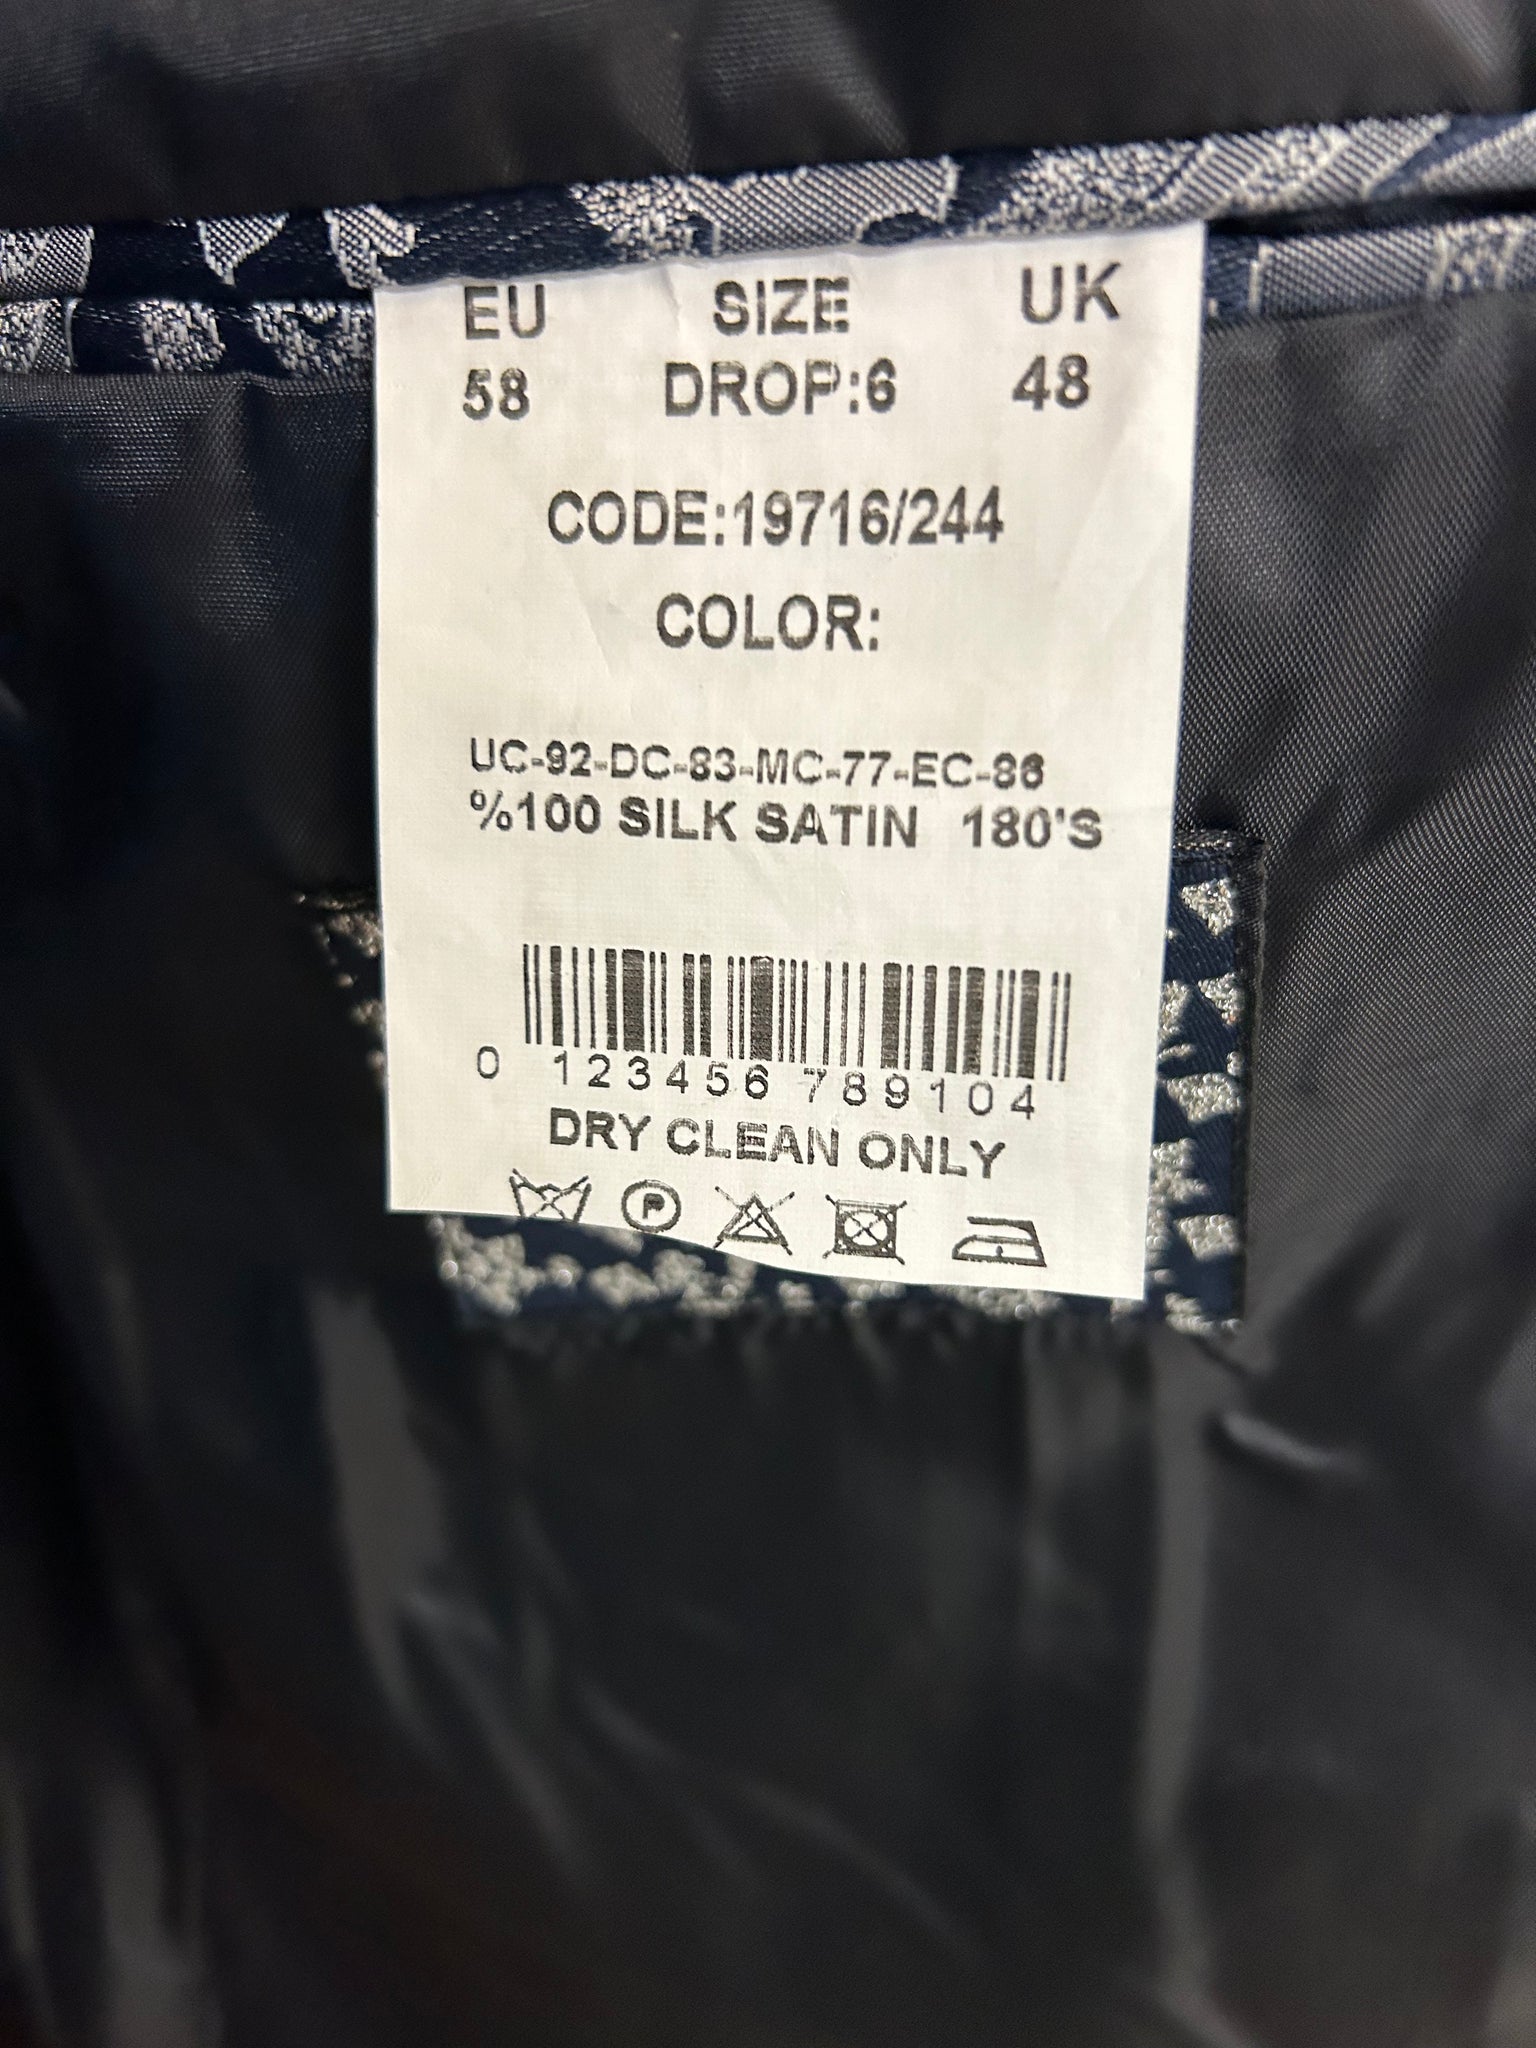 EU SIZE UK
58 DROP:6 48
CODE:19716/244
COLOR:
UC-92-DC-83-MC-77-EC-86
%100 SILK SATIN 180'S
0 123456 789104
DRY CLEAN ONLY
P